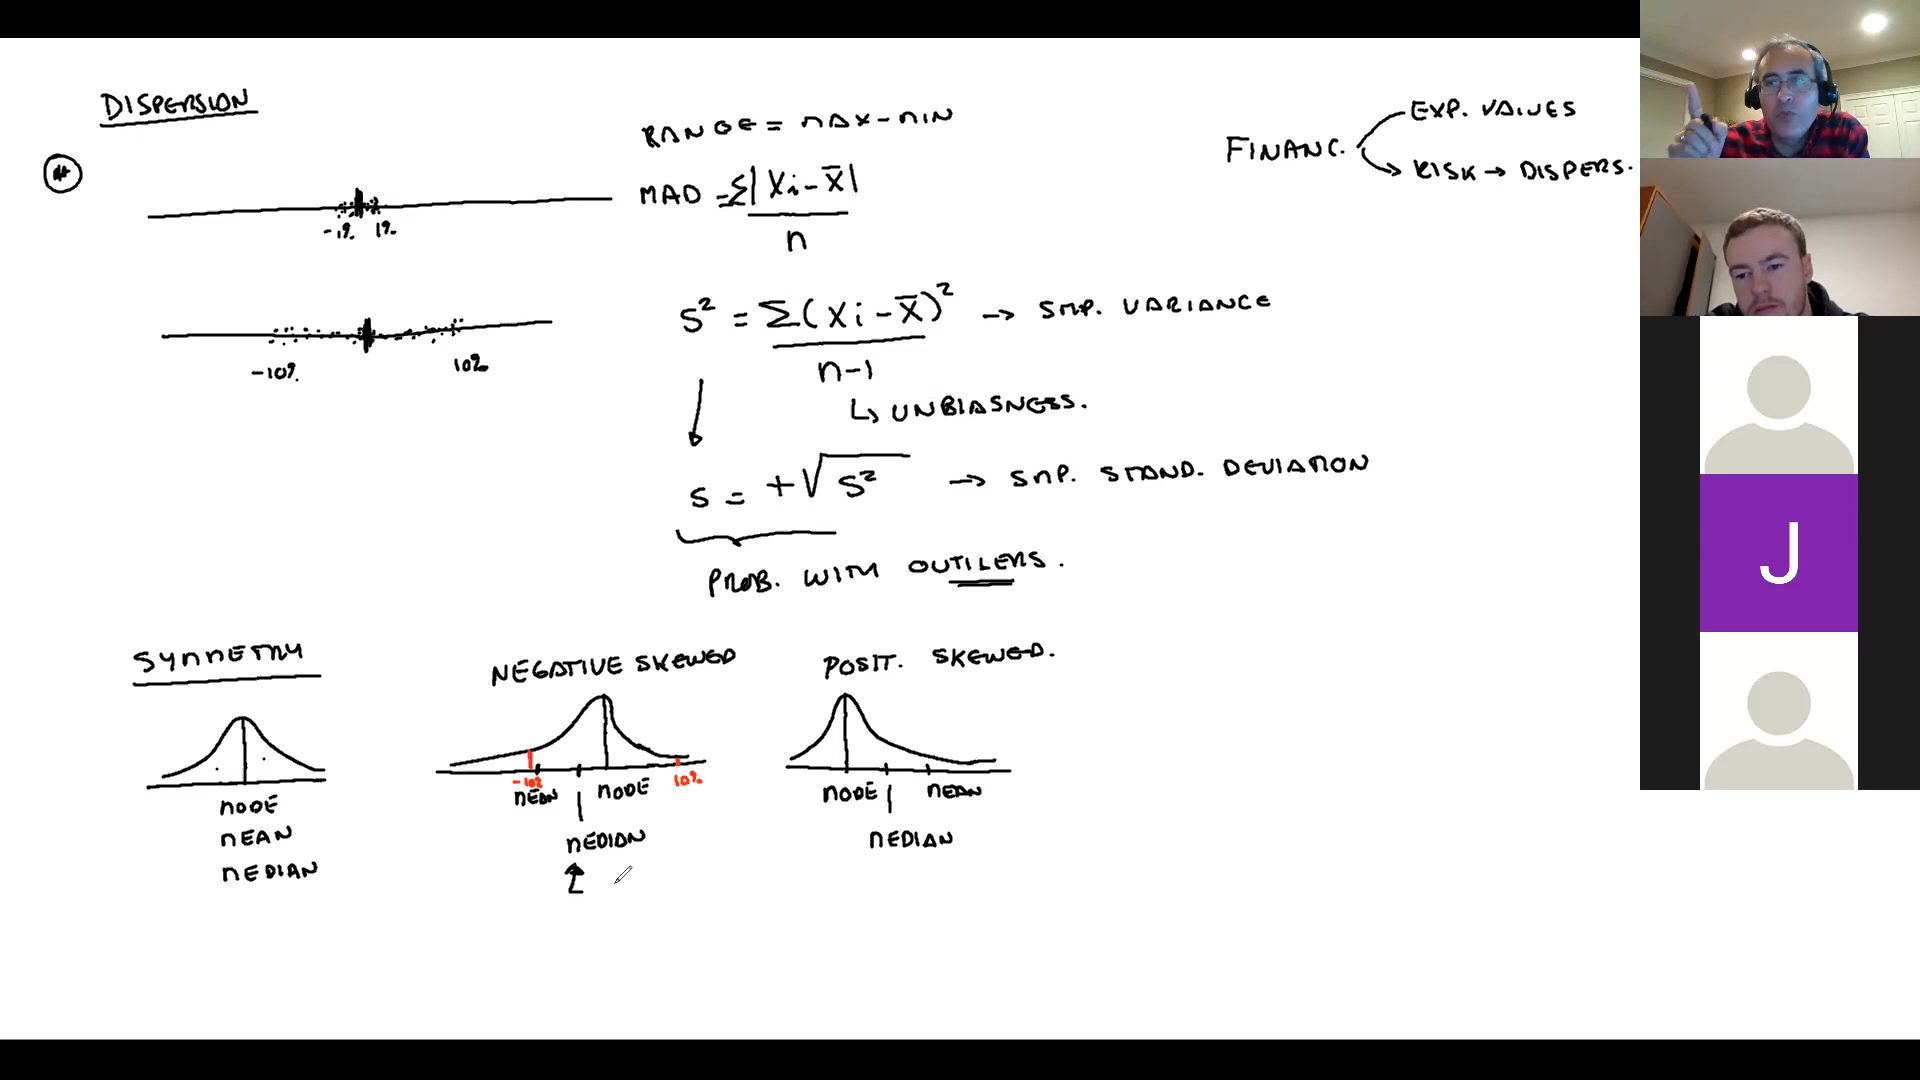 DISPERSION
RANGE = MAX - MIN
FINANC.
EXP. VALUES
RISK → DISPERS.
MAD = Σ|Xi - X̄|
n
-1% 1%
S² = Σ(Xi - X̄)² → SMP. VARIANCE
n-1
↳ UNBIASNESS.
-10% 10%
S = +√S² → SMP. STAND. DEVIATION
PROB. WITH OUTILERS.
SYMMETRY
NEGATIVE SKEWED
POSIT. SKEWED.
-10% 10%
MODE
MEAN
MEDIAN
MEAN MODE
MEDIAN
MODE MEAN
MEDIAN
J